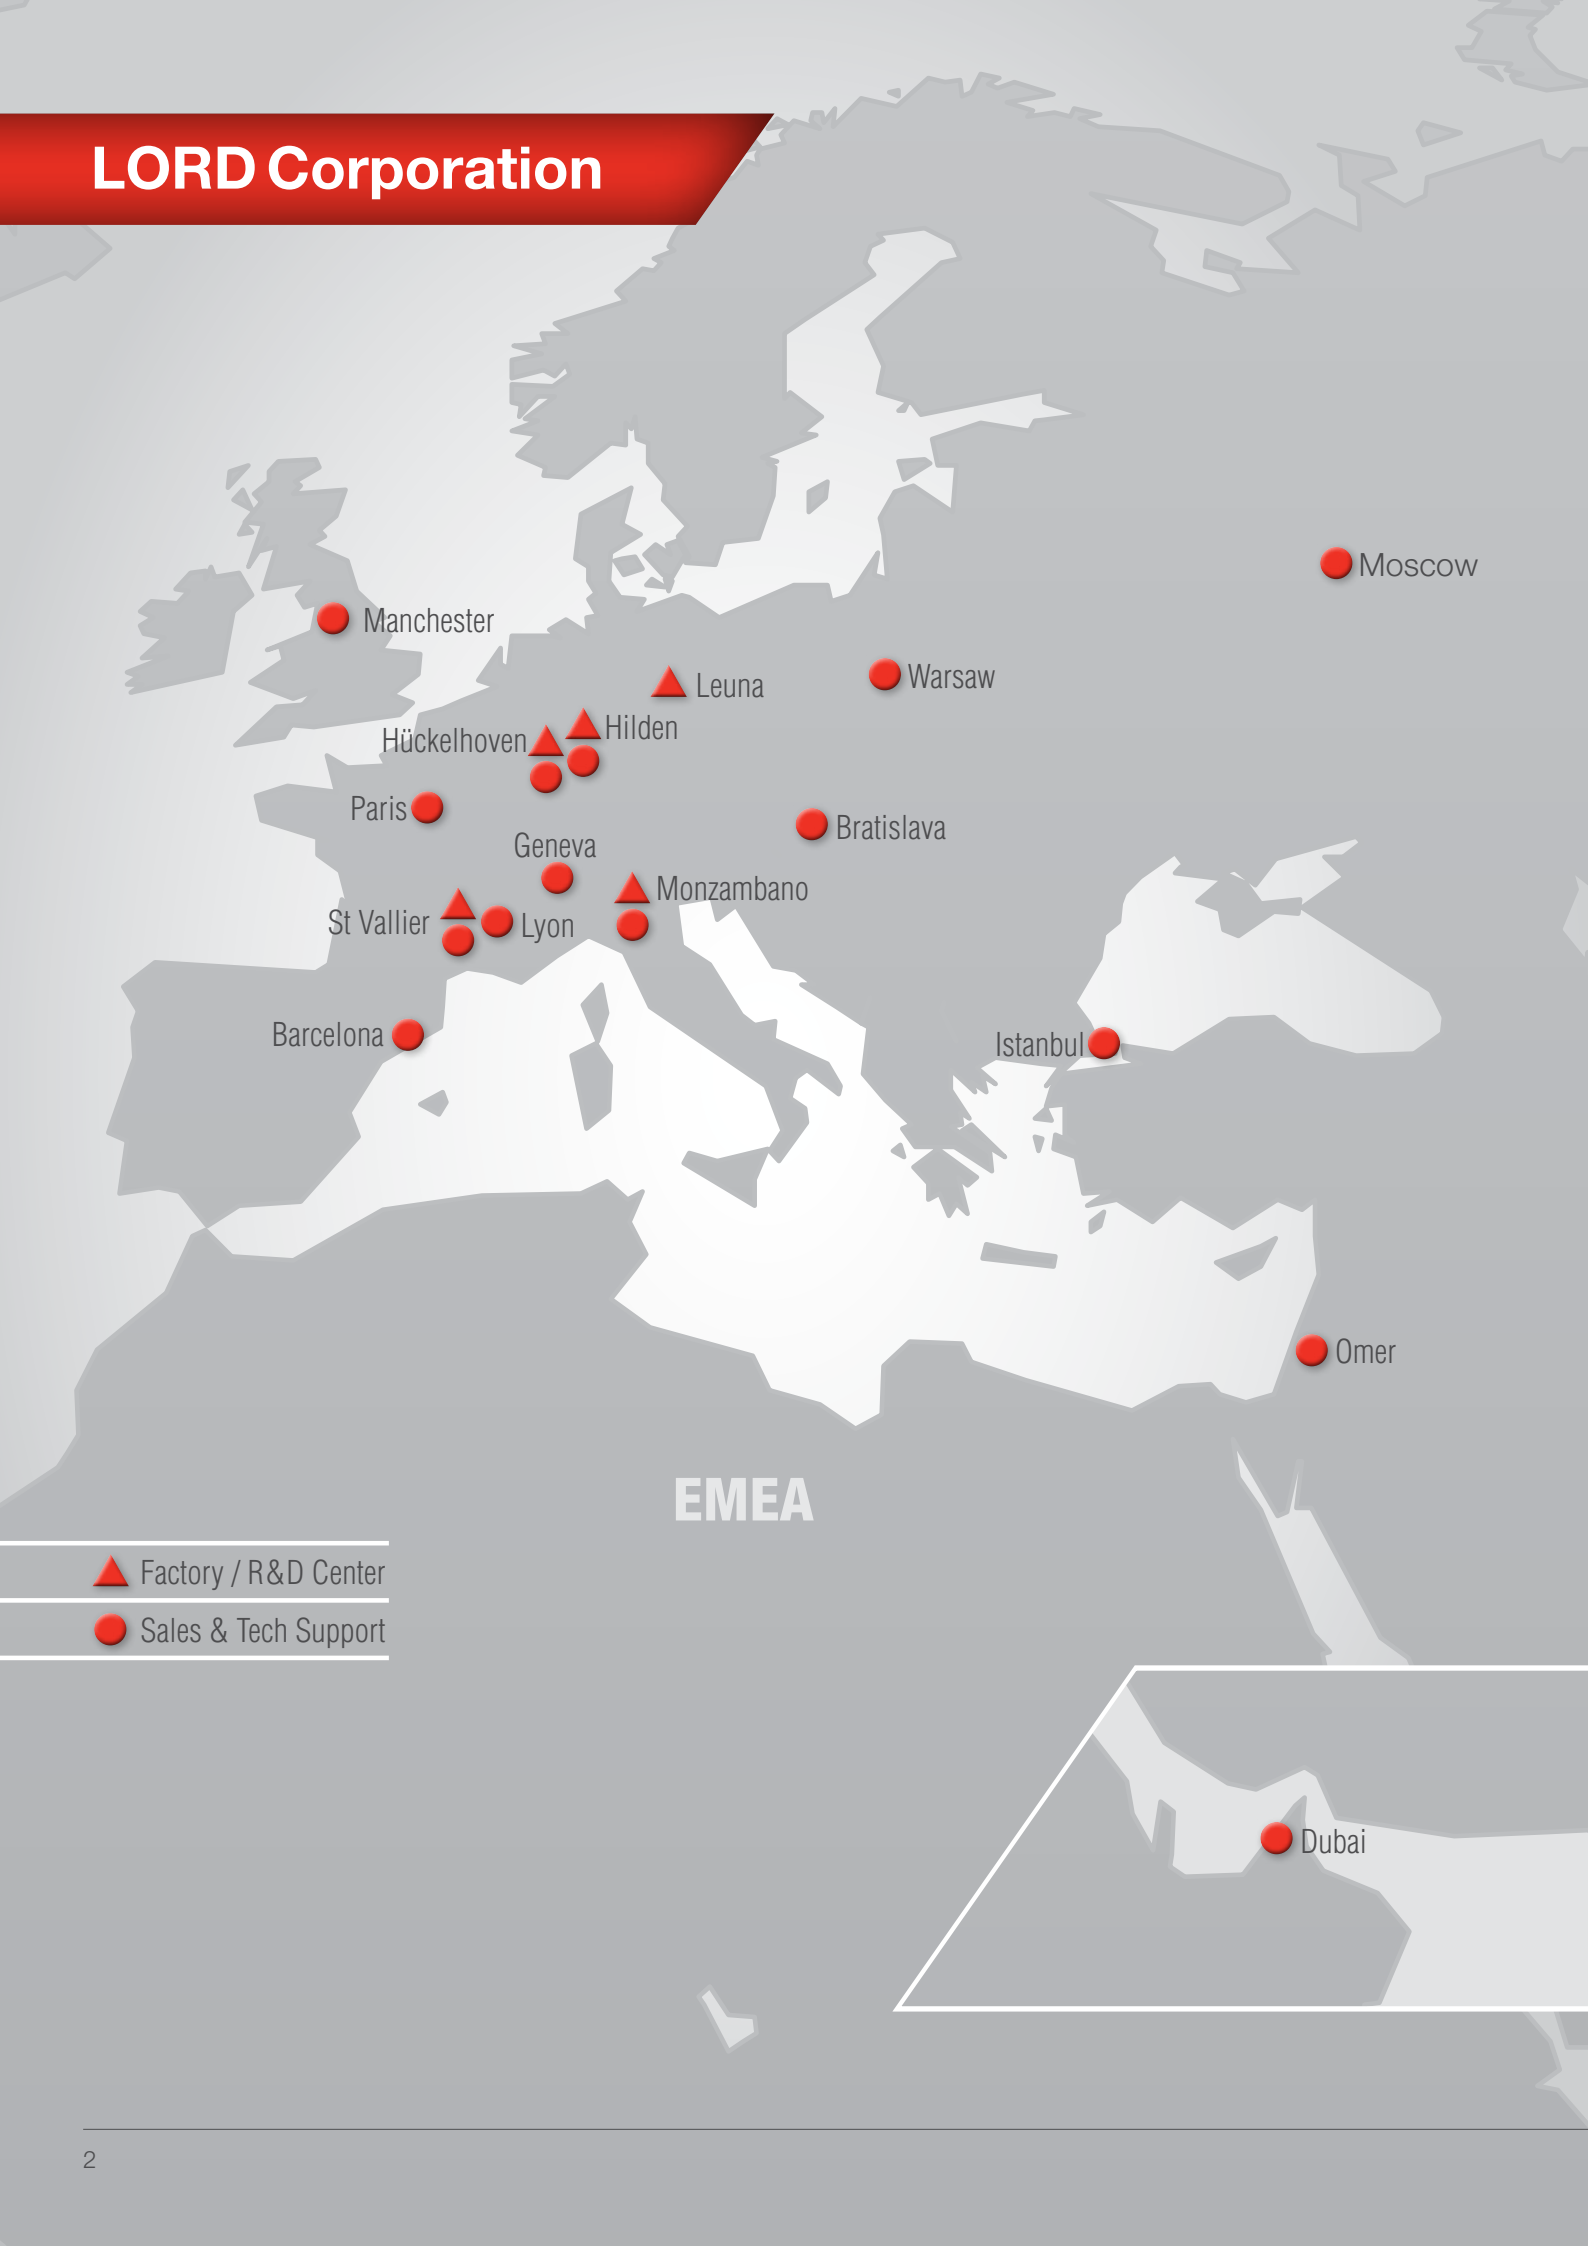 LORD Corporation
Moscow
Manchester
Warsaw
Leuna
Hilden
Hückelhoven
Paris
Bratislava
Geneva
Monzambano
St Vallier
Lyon
Barcelona
Istanbul
Omer
EMEA
Factory / R&D Center
Sales & Tech Support
Dubai
2